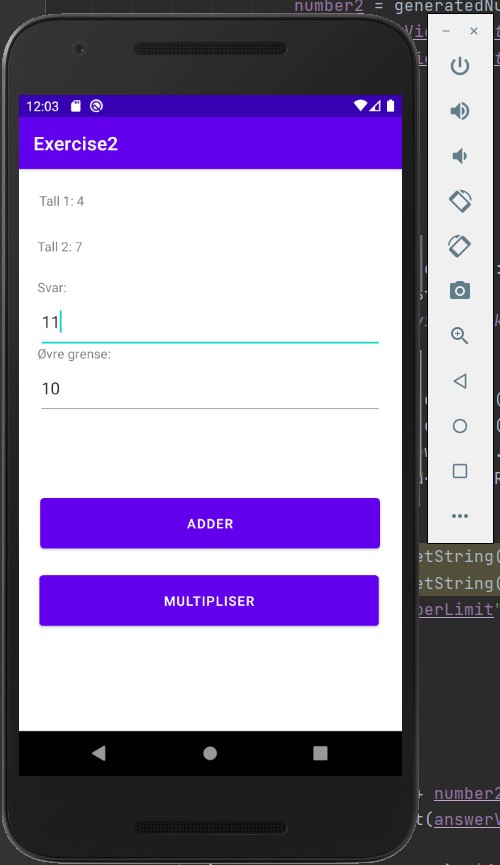 number2 = generatedNu
12:03
Exercise2
Tall 1: 4
Tall 2: 7
Svar:
11
Øvre grense:
10
ADDER
MULTIPLISER
etString(
etString(
perLimit'
+ number2
t(answerV